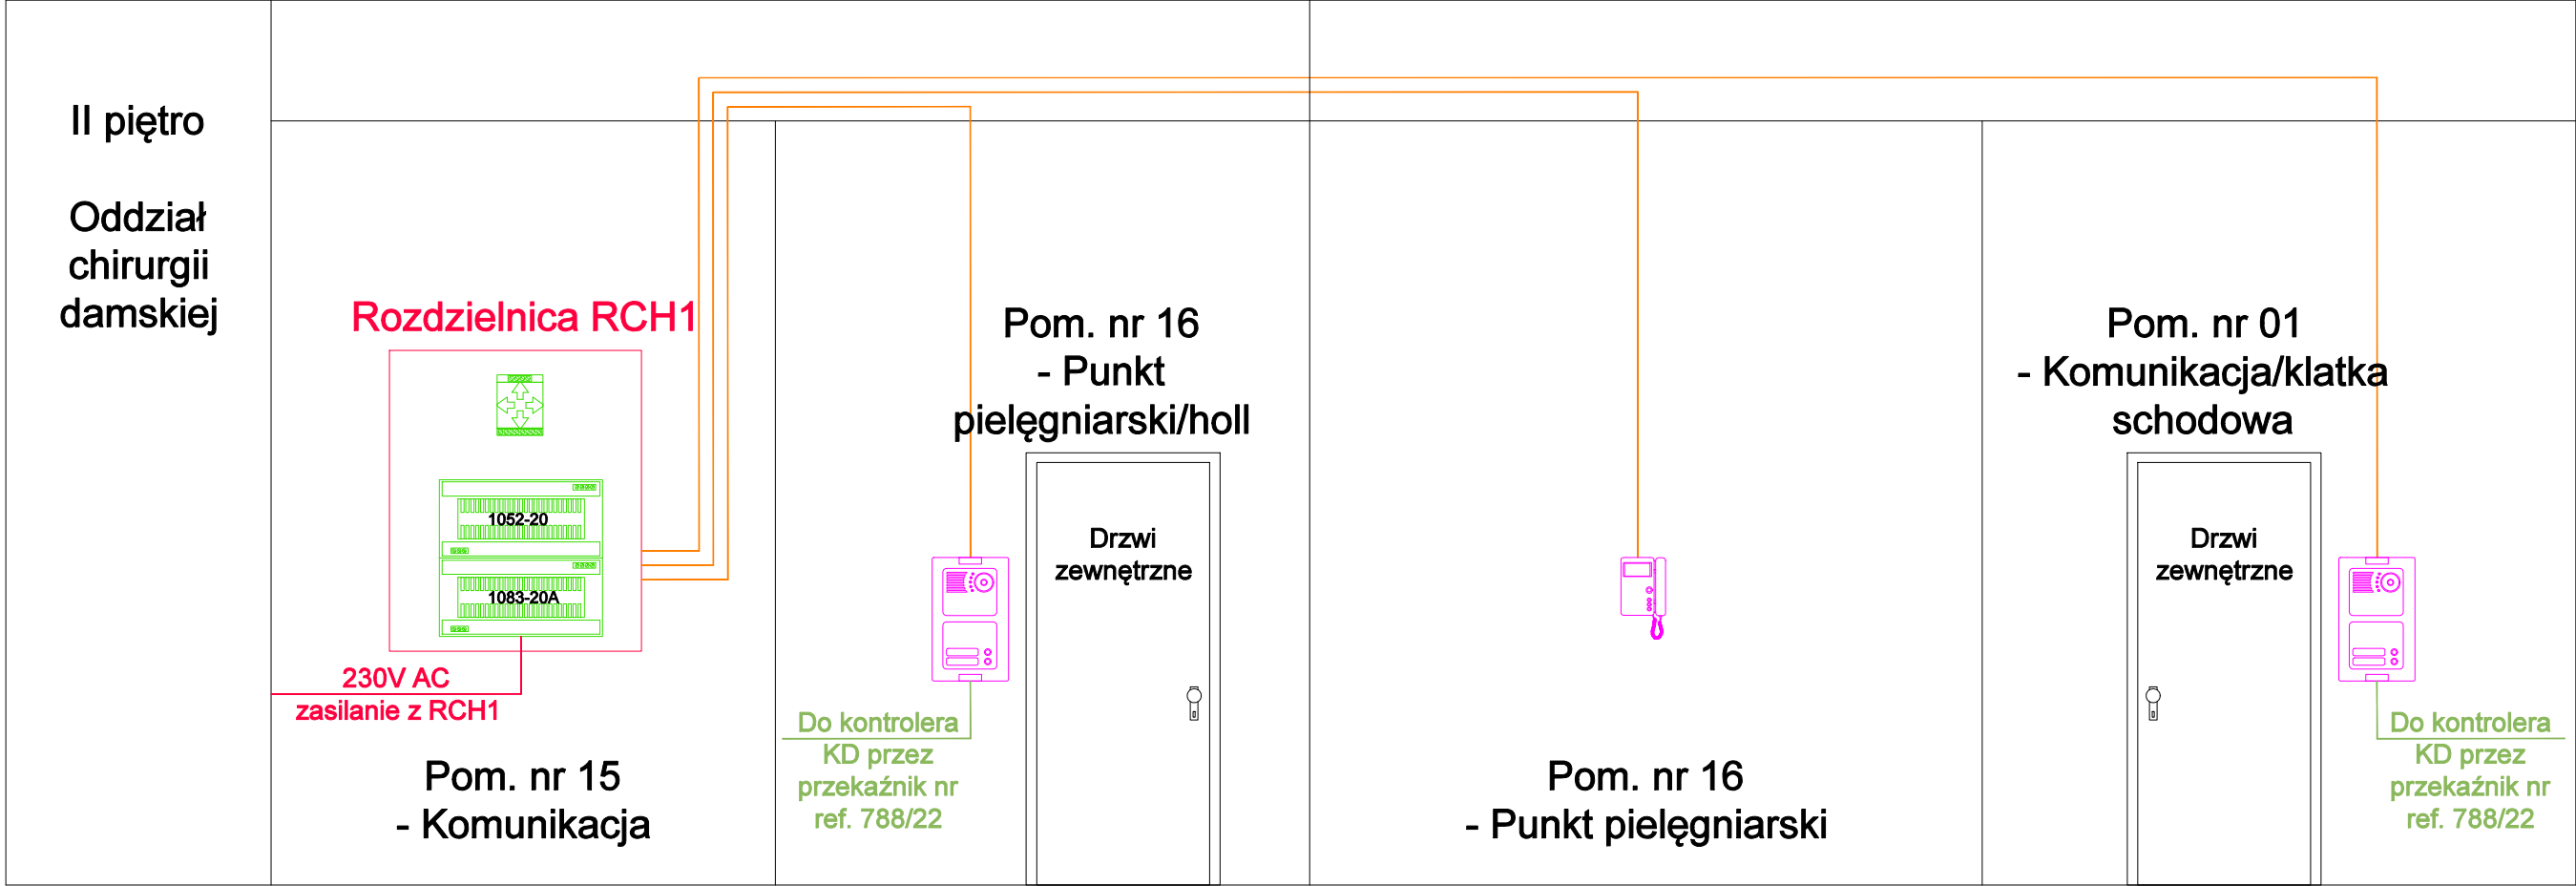 II piętro
Oddział
chirurgii
damskiej
Rozdzielnica RCH1
1052-20
1083-20A
230V AC
zasilanie z RCH1
Pom. nr 15
- Komunikacja
Pom. nr 16
- Punkt
pielęgniarski/holl
Drzwi
zewnętrzne
Do kontrolera
KD przez
przekaźnik nr
ref. 788/22
Pom. nr 16
- Punkt pielęgniarski
Pom. nr 01
- Komunikacja/klatka
schodowa
Drzwi
zewnętrzne
Do kontrolera
KD przez
przekaźnik nr
ref. 788/22